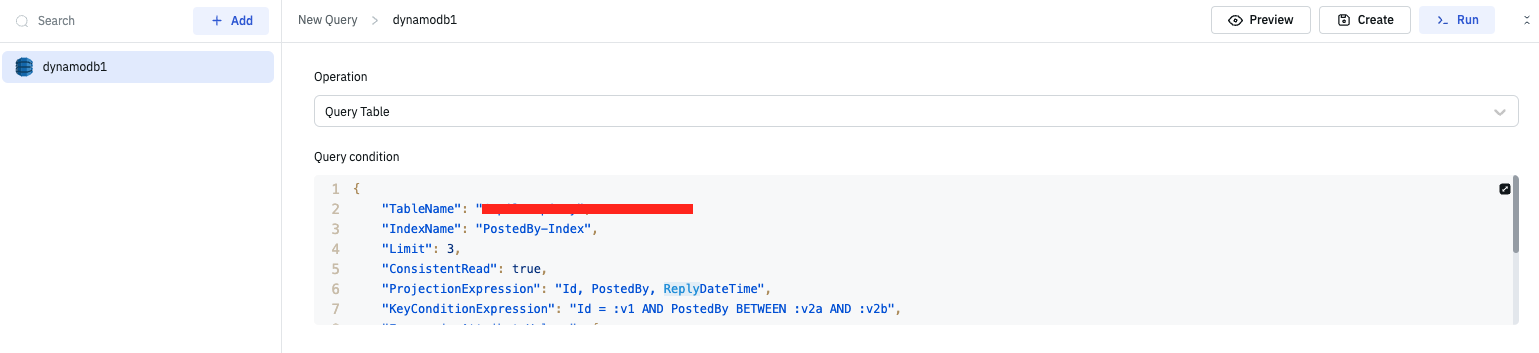 Search
+ Add
New Query > dynamodb1
Preview
Create
Run
dynamodb1
Operation
Query Table
Query condition
1 {
2 "TableName": "
3 "IndexName": "PostedBy-Index",
4 "Limit": 3,
5 "ConsistentRead": true,
6 "ProjectionExpression": "Id, PostedBy, ReplyDateTime",
7 "KeyConditionExpression": "Id = :v1 AND PostedBy BETWEEN :v2a AND :v2b",